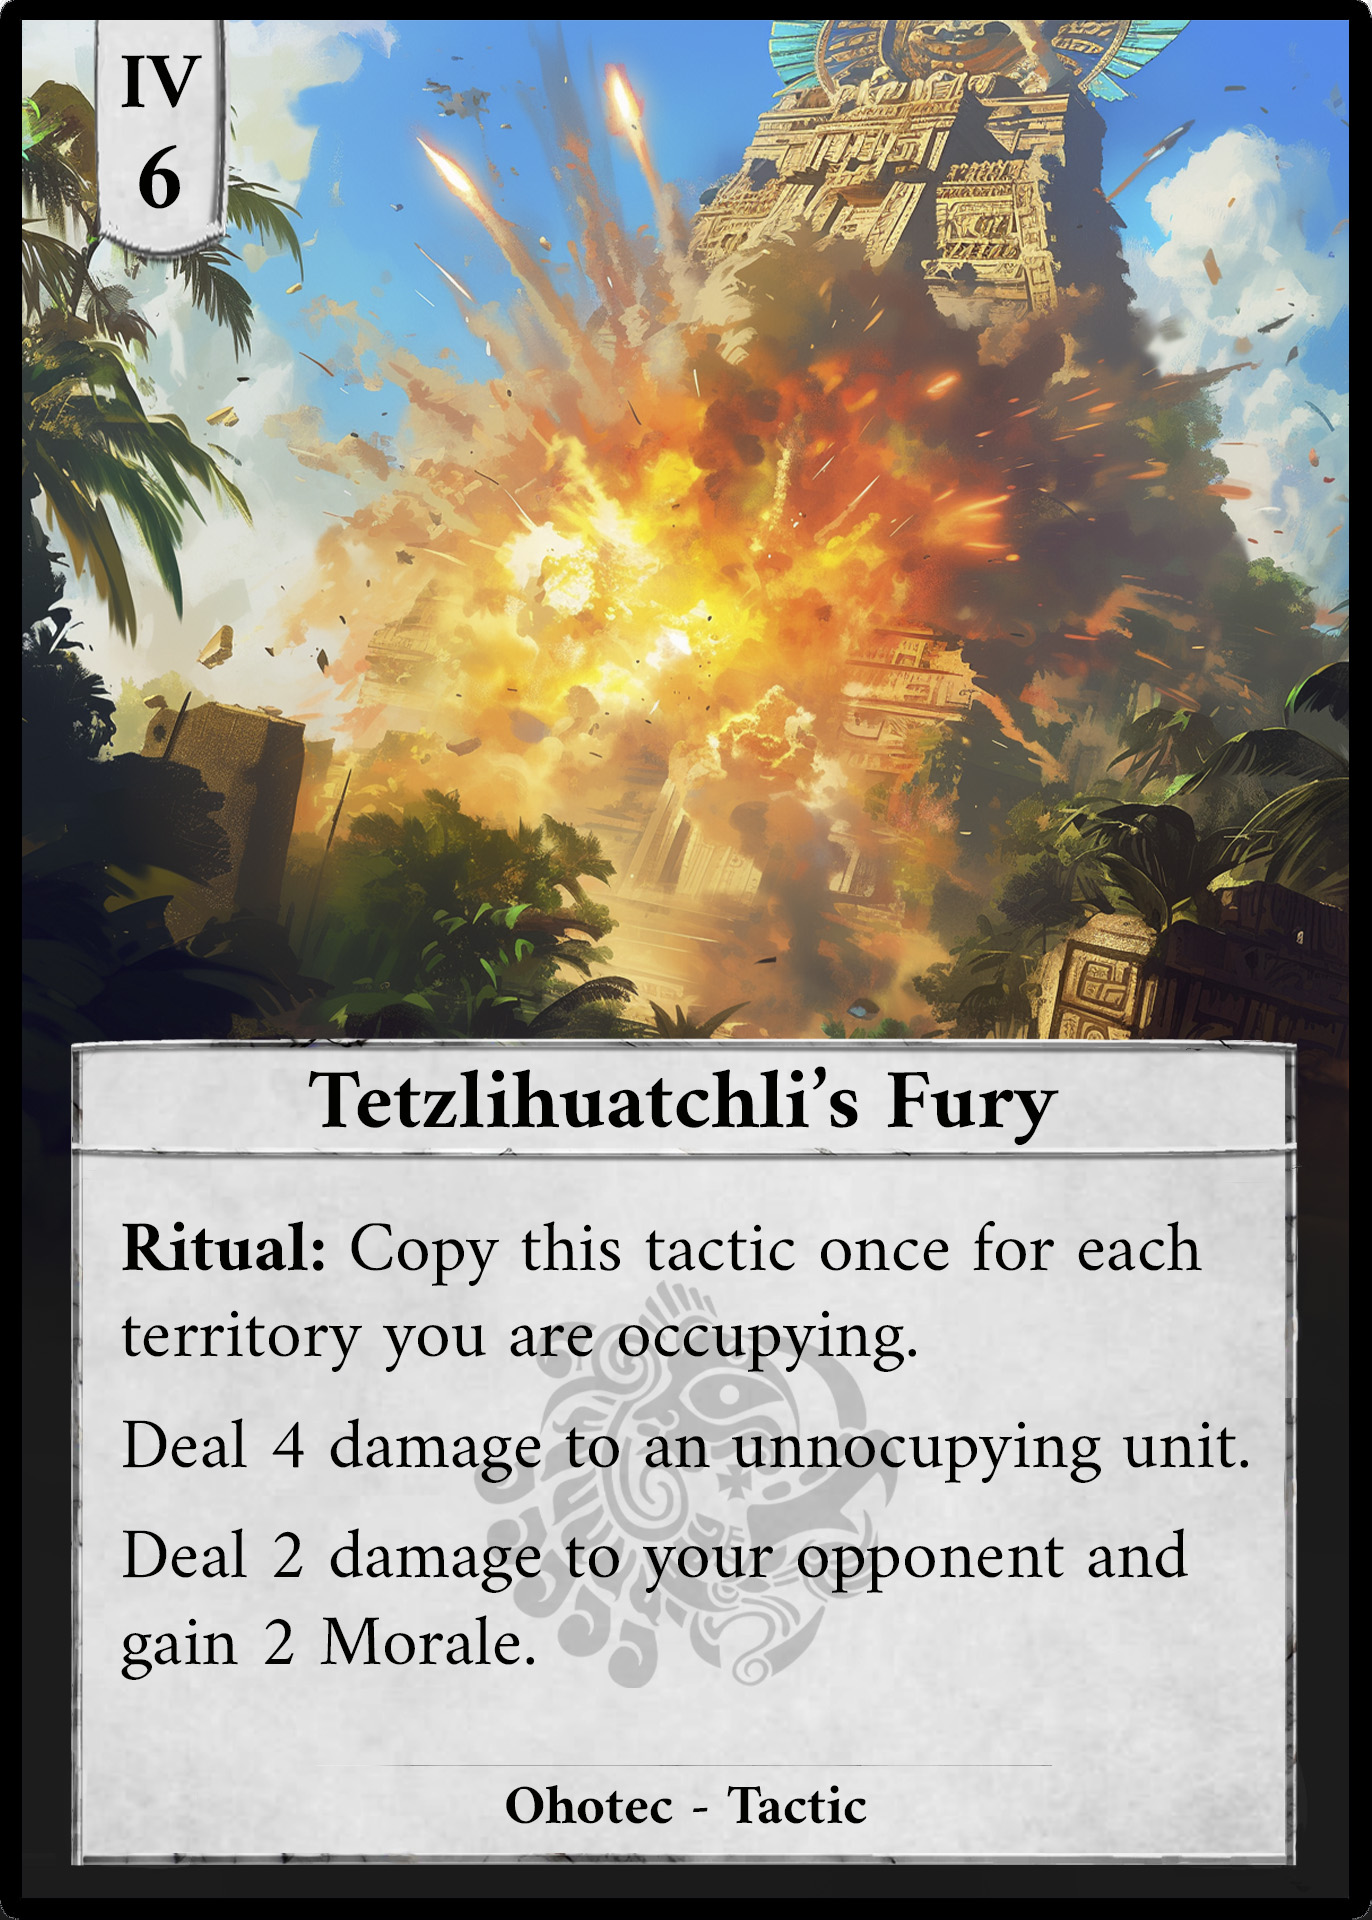 IV
6
Tetzlihuatchli’s Fury
Ritual: Copy this tactic once for each
territory you are occupying.
Deal 4 damage to an unnocupying unit.
Deal 2 damage to your opponent and
gain 2 Morale.
Ohotec - Tactic